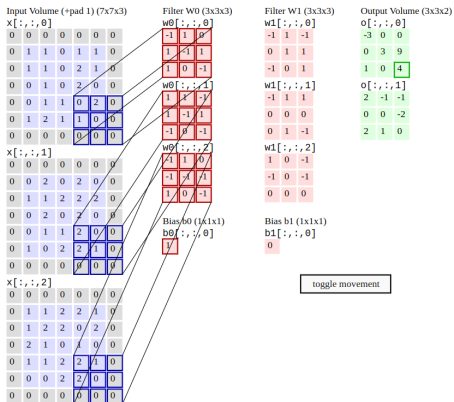 Input Volume (+pad 1) (7x7x3)
x[:,:,0]
0 0 0 0 0 0 0
0 1 1 0 1 1 0
0 1 1 0 2 1 0
0 0 1 0 2 0 0
0 0 1 1 0 2 0
0 1 2 1 1 0 0
0 0 0 0 0 0 0
x[:,:,1]
0 0 0 0 0 0 0
0 0 2 0 2 0 0
0 1 1 2 2 2 0
0 0 2 0 2 0 0
0 0 1 1 2 0 0
0 1 0 2 2 1 0
0 0 0 0 0 0 0
x[:,:,2]
0 0 0 0 0 0 0
0 1 1 2 2 1 0
0 1 1 2 0 2 0
0 2 1 0 1 0 0
0 1 1 2 2 1 0
0 0 0 2 2 0 0
0 0 0 0 0 0 0
Filter W0 (3x3x3)
w0[:,:,0]
-1 1 0
1 -1 1
1 0 -1
w0[:,:,1]
1 1 -1
1 -1 1
-1 0 -1
w0[:,:,2]
-1 1 0
-1 -1 -1
1 0 -1
Bias b0 (1x1x1)
b0[:,:,0]
1
Filter W1 (3x3x3)
w1[:,:,0]
-1 1 -1
0 1 1
-1 0 1
w1[:,:,1]
-1 1 1
0 0 0
0 1 -1
w1[:,:,2]
1 0 -1
-1 0 -1
0 0 0
Bias b1 (1x1x1)
b1[:,:,0]
0
Output Volume (3x3x2)
o[:,:,0]
-3 0 0
0 3 9
1 0 4
o[:,:,1]
2 -1 -1
0 0 -2
2 1 0
toggle movement